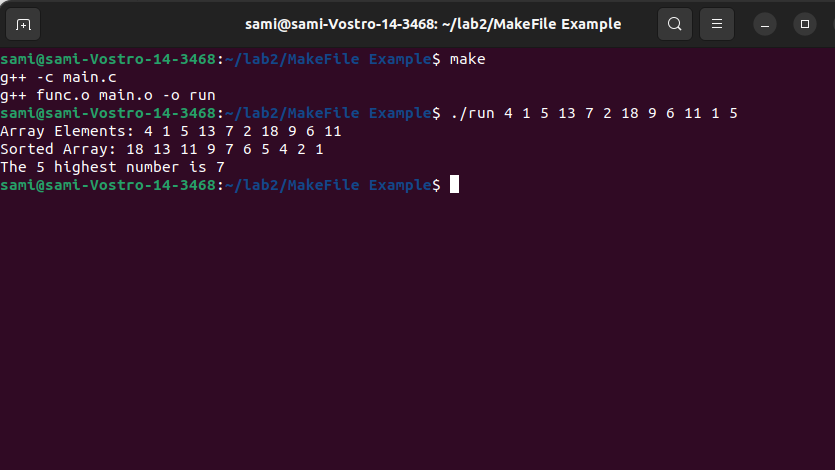 sami@sami-Vostro-14-3468: ~/lab2/MakeFile Example
sami@sami-Vostro-14-3468:~/lab2/MakeFile Example$ make
g++ -c main.c
g++ func.o main.o -o run
sami@sami-Vostro-14-3468:~/lab2/MakeFile Example$ ./run 4 1 5 13 7 2 18 9 6 11 1 5
Array Elements: 4 1 5 13 7 2 18 9 6 11
Sorted Array: 18 13 11 9 7 6 5 4 2 1
The 5 highest number is 7
sami@sami-Vostro-14-3468:~/lab2/MakeFile Example$